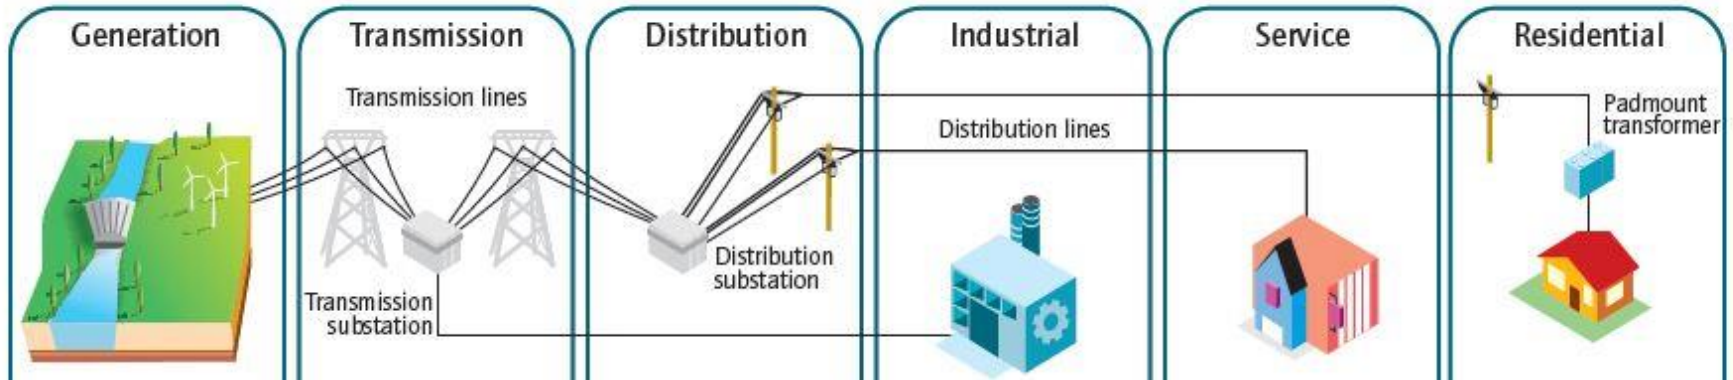 Generation
Transmission
Distribution
Industrial
Service
Residential
Transmission lines
Transmission
substation
Distribution
substation
Distribution lines
Padmount
transformer